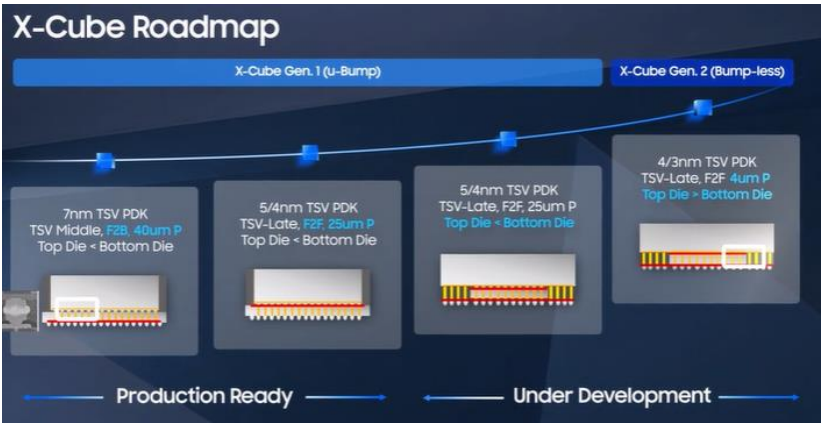 X-Cube Roadmap
X-Cube Gen. 1 (u-Bump)
X-Cube Gen. 2 (Bump-less)
7nm TSV PDK
TSV Middle, F2B, 40um P
Top Die < Bottom Die
5/4nm TSV PDK
TSV-Late, F2F, 25um P
Top Die < Bottom Die
5/4nm TSV PDK
TSV-Late, F2F, 25um P
Top Die < Bottom Die
4/3nm TSV PDK
TSV-Late, F2F 4um P
Top Die > Bottom Die
Production Ready
Under Development